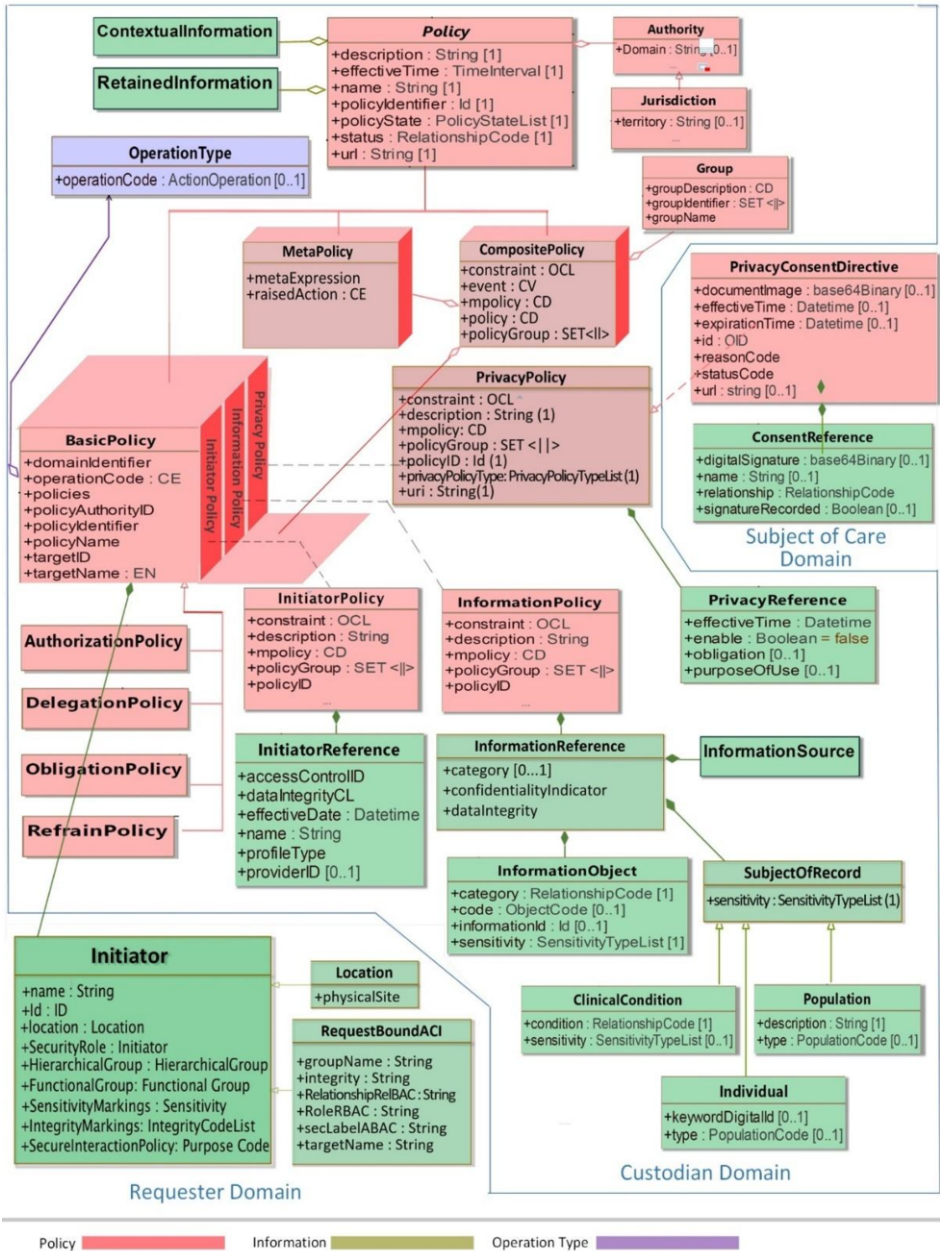 ContextualInformation
RetainedInformation
Policy
+description : String [1]
+effectiveTime : TimeInterval [1]
+name : String [1]
+policyIdentifier : Id [1]
+policyState : PolicyStateList [1]
+status : RelationshipCode [1]
+url : String [1]
Authority
+Domain : String [0..1]
...
Jurisdiction
+territory : String [0..1]
...
OperationType
+operationCode : ActionOperation [0..1]
Group
+groupDescription : CD
+groupIdentifier : SET <||>
+groupName
MetaPolicy
+metaExpression
+raisedAction : CE
CompositePolicy
+constraint : OCL
+event : CV
+mpolicy : CD
+policy : CD
+policyGroup : SET<||>
PrivacyConsentDirective
+documentImage : base64Binary [0..1]
+effectiveTime : Datetime [0..1]
+expirationTime : Datetime [0..1]
+id : OID
+reasonCode
+statusCode
+url : string [0..1]
PrivacyPolicy
+constraint : OCL
+description : String (1)
+mpolicy: CD
+policyGroup : SET <||>
+policyID : Id (1)
+privacyPolicyType: PrivacyPolicyTypeList (1)
+uri : String(1)
BasicPolicy
+domainIdentifier
+operationCode : CE
+policies
+policyAuthorityID
+policyIdentifier
+policyName
+targetID
+targetName : EN
Initiator Policy
Information Policy
Privacy Policy
ConsentReference
+digitalSignature : base64Binary [0..1]
+name : String [0..1]
+relationship : RelationshipCode
+signatureRecorded : Boolean [0..1]
Subject of Care
Domain
PrivacyReference
+effectiveTime : Datetime
+enable : Boolean = false
+obligation [0..1]
+purposeOfUse [0..1]
InitiatorPolicy
+constraint : OCL
+description : String
+mpolicy : CD
+policyGroup : SET <||>
+policyID
...
InformationPolicy
+constraint : OCL
+description : String
+mpolicy : CD
+policyGroup : SET <||>
+policyID
...
AuthorizationPolicy
DelegationPolicy
ObligationPolicy
RefrainPolicy
InitiatorReference
+accessControlID
+dataIntegrityCL
+effectiveDate : Datetime
+name : String
+profileType
+providerID [0..1]
InformationReference
+category [0...1]
+confidentialityIndicator
+dataIntegrity
InformationSource
InformationObject
+category : RelationshipCode [1]
+code : ObjectCode [0..1]
+informationId : Id [0..1]
+sensitivity : SensitivityTypeList [1]
SubjectOfRecord
+sensitivity : SensitivityTypeList (1)
Initiator
+name : String
+Id : ID
+location : Location
+SecurityRole : Initiator
+HierarchicalGroup : HierarchicalGroup
+FunctionalGroup: Functional Group
+SensitivityMarkings : Sensitivity
+IntegrityMarkings: IntegrityCodeList
+SecureInteractionPolicy: Purpose Code
Location
+physicalSite
RequestBoundACI
+groupName : String
+integrity : String
+RelationshipRelBAC : String
+RoleRBAC : String
+secLabelABAC : String
+targetName : String
ClinicalCondition
+condition : RelationshipCode [1]
+sensitivity : SensitivityTypeList [0..1]
Population
+description : String [1]
+type : PopulationCode [0..1]
Individual
+keywordDigitalId [0..1]
+type : PopulationCode [0..1]
Requester Domain
Custodian Domain
Policy
Information
Operation Type